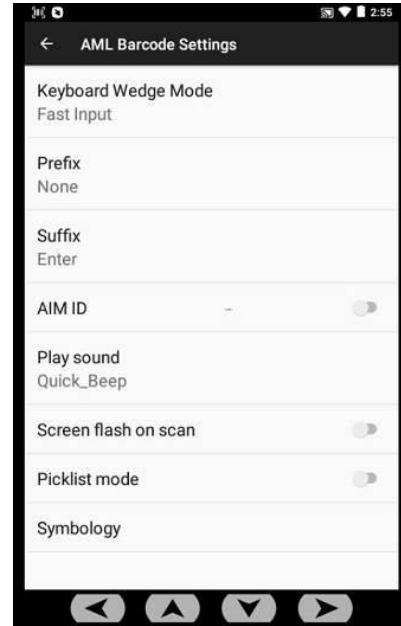 2:55
AML Barcode Settings
Keyboard Wedge Mode
Fast Input
Prefix
None
Suffix
Enter
AIM ID -
Play sound
Quick_Beep
Screen flash on scan
Picklist mode
Symbology